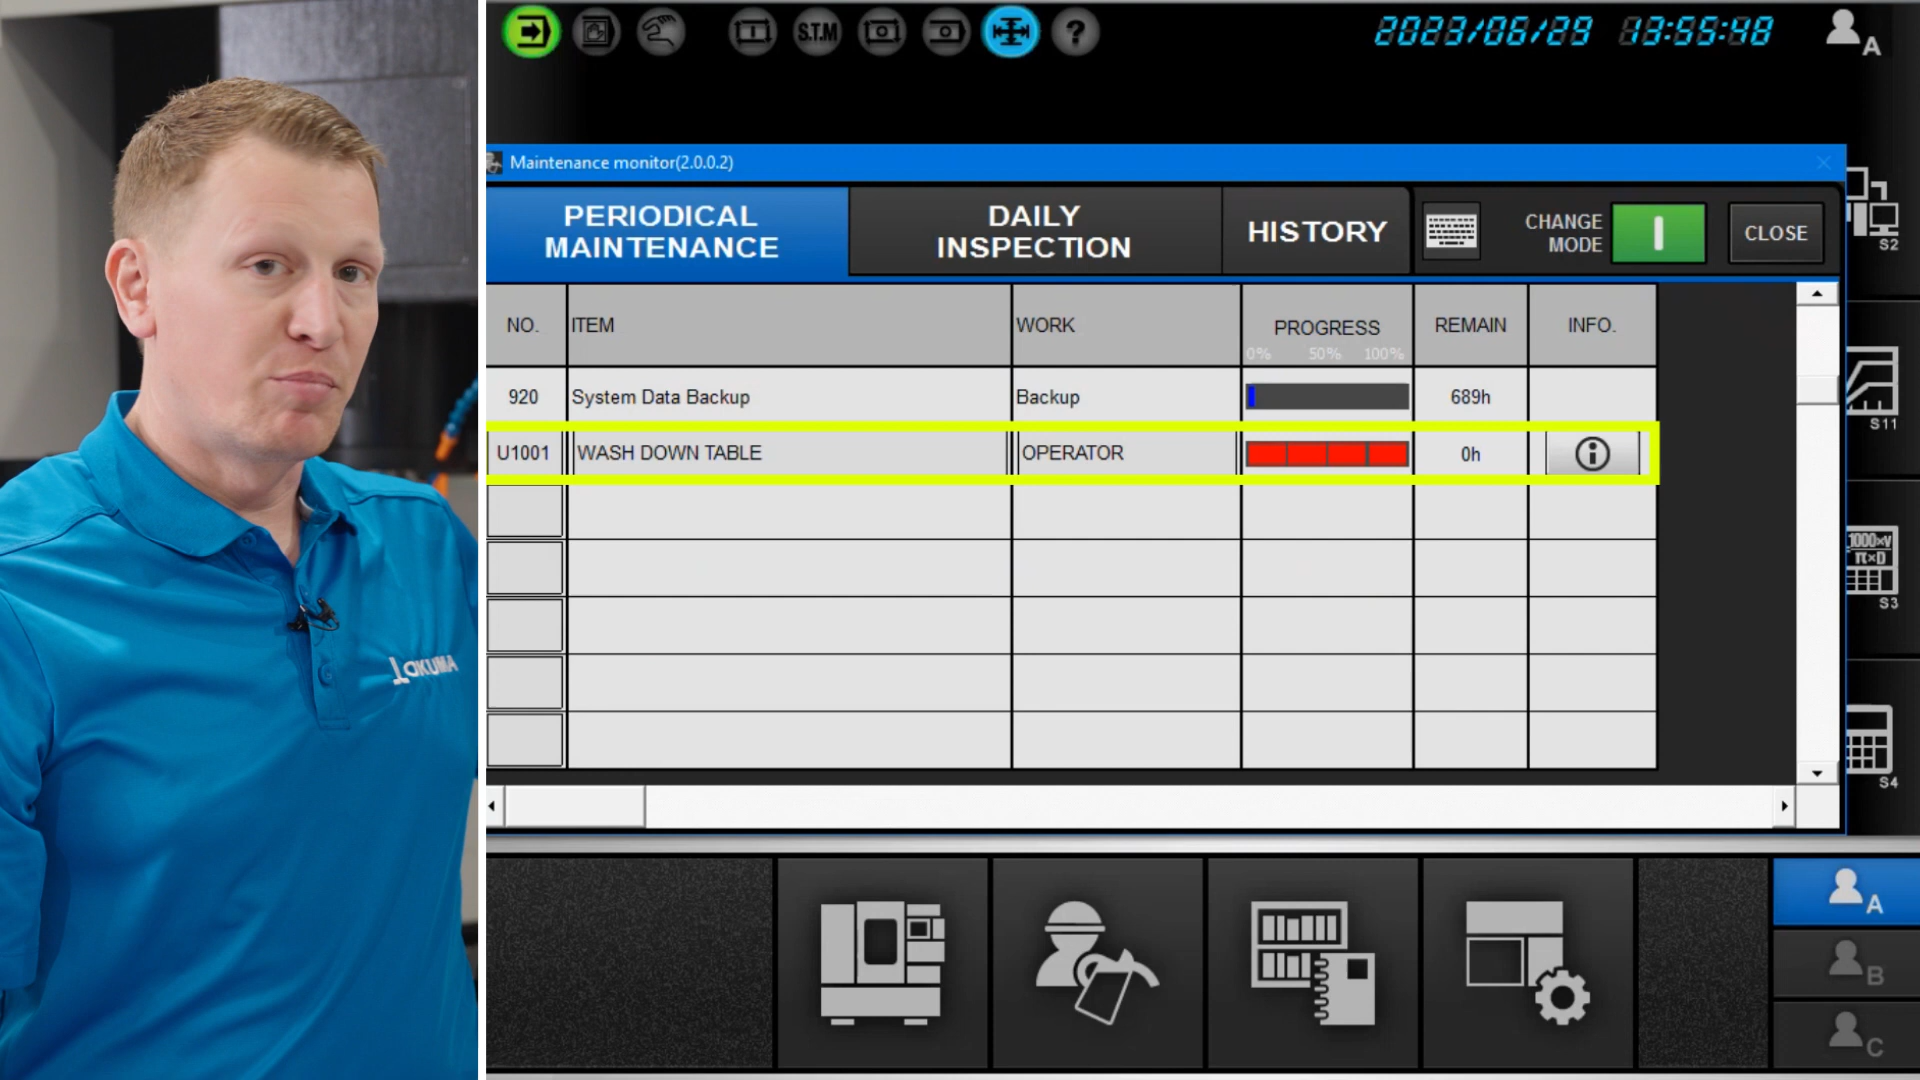 S.T.M
?
2023/06/29 13:55:48
A
Maintenance monitor(2.0.0.2)
PERIODICAL
MAINTENANCE
DAILY
INSPECTION
HISTORY
CHANGE
MODE
I
CLOSE
S2
NO.
ITEM
WORK
PROGRESS
0% 50% 100%
REMAIN
INFO.
920
System Data Backup
Backup
689h
U1001
WASH DOWN TABLE
OPERATOR
0h
S11
1000×V
π×D
S3
S4
OKUMA
A
B
C